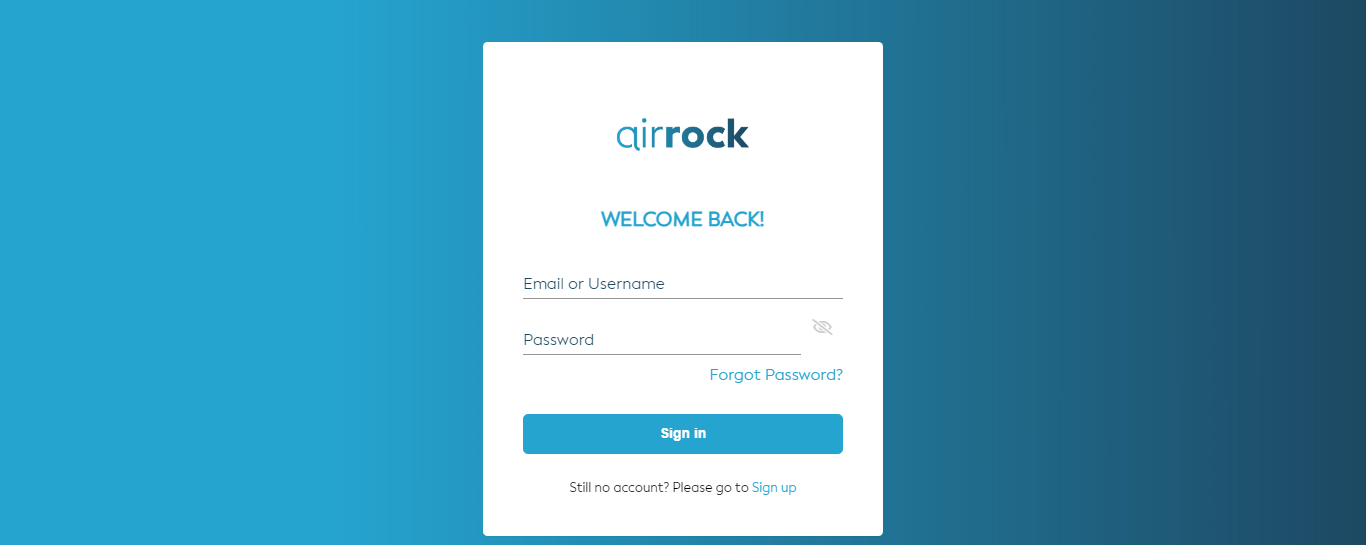 airrock
WELCOME BACK!
Email or Username
Password
Forgot Password?
Sign in
Still no account? Please go to Sign up